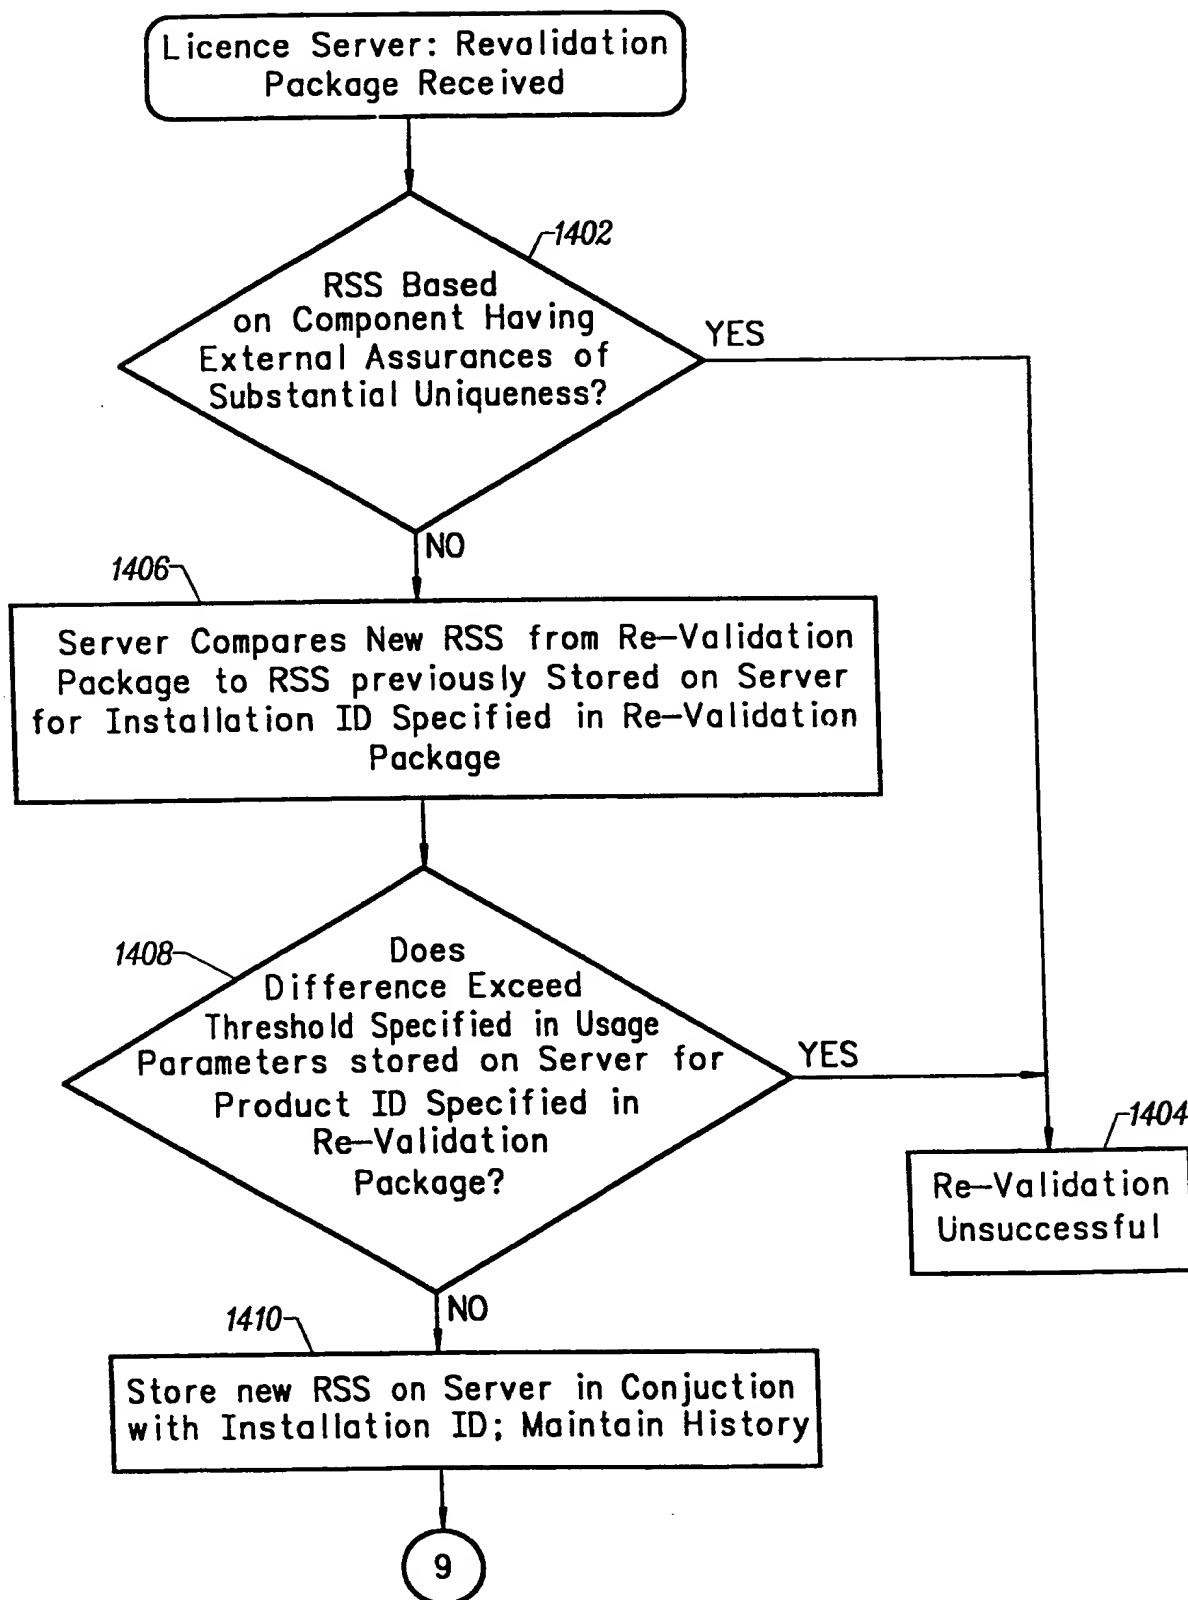 Licence Server: Revalidation
Package Received
1402
RSS Based
on Component Having
External Assurances of
Substantial Uniqueness?
YES
NO
1406
Server Compares New RSS from Re-Validation
Package to RSS previously Stored on Server
for Installation ID Specified in Re-Validation
Package
1408
Does
Difference Exceed
Threshold Specified in Usage
Parameters stored on Server for
Product ID Specified in
Re-Validation
Package?
YES
1404
Re-Validation
Unsuccessful
NO
1410
Store new RSS on Server in Conjuction
with Installation ID; Maintain History
9